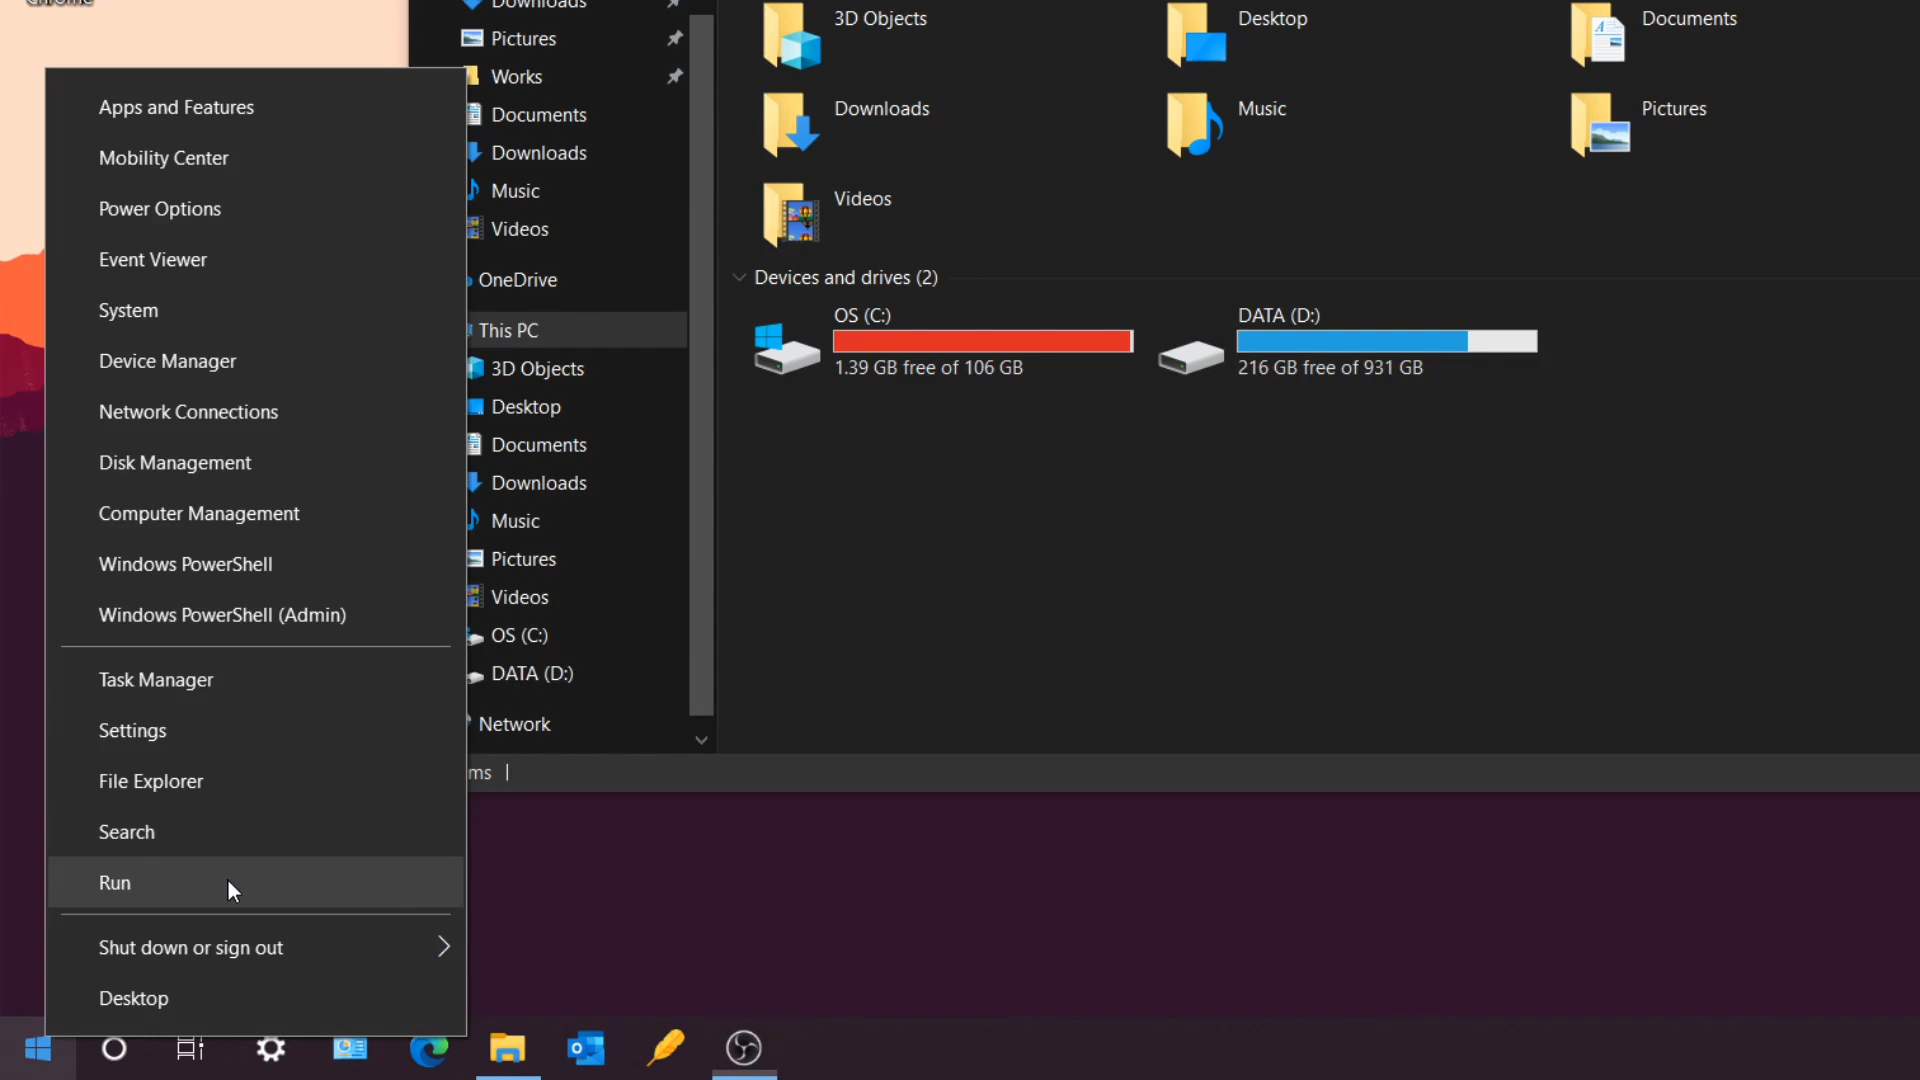 Chrome
Apps and Features
Mobility Center
Power Options
Event Viewer
System
Device Manager
Network Connections
Disk Management
Computer Management
Windows PowerShell
Windows PowerShell (Admin)
Task Manager
Settings
File Explorer
Search
Run
Shut down or sign out
Desktop
Downloads
Pictures
Works
Documents
Downloads
Music
Videos
OneDrive
This PC
3D Objects
Desktop
Documents
Downloads
Music
Pictures
Videos
OS (C:)
DATA (D:)
Network
ms
3D Objects
Desktop
Documents
Downloads
Music
Pictures
Videos
Devices and drives (2)
OS (C:)
1.39 GB free of 106 GB
DATA (D:)
216 GB free of 931 GB